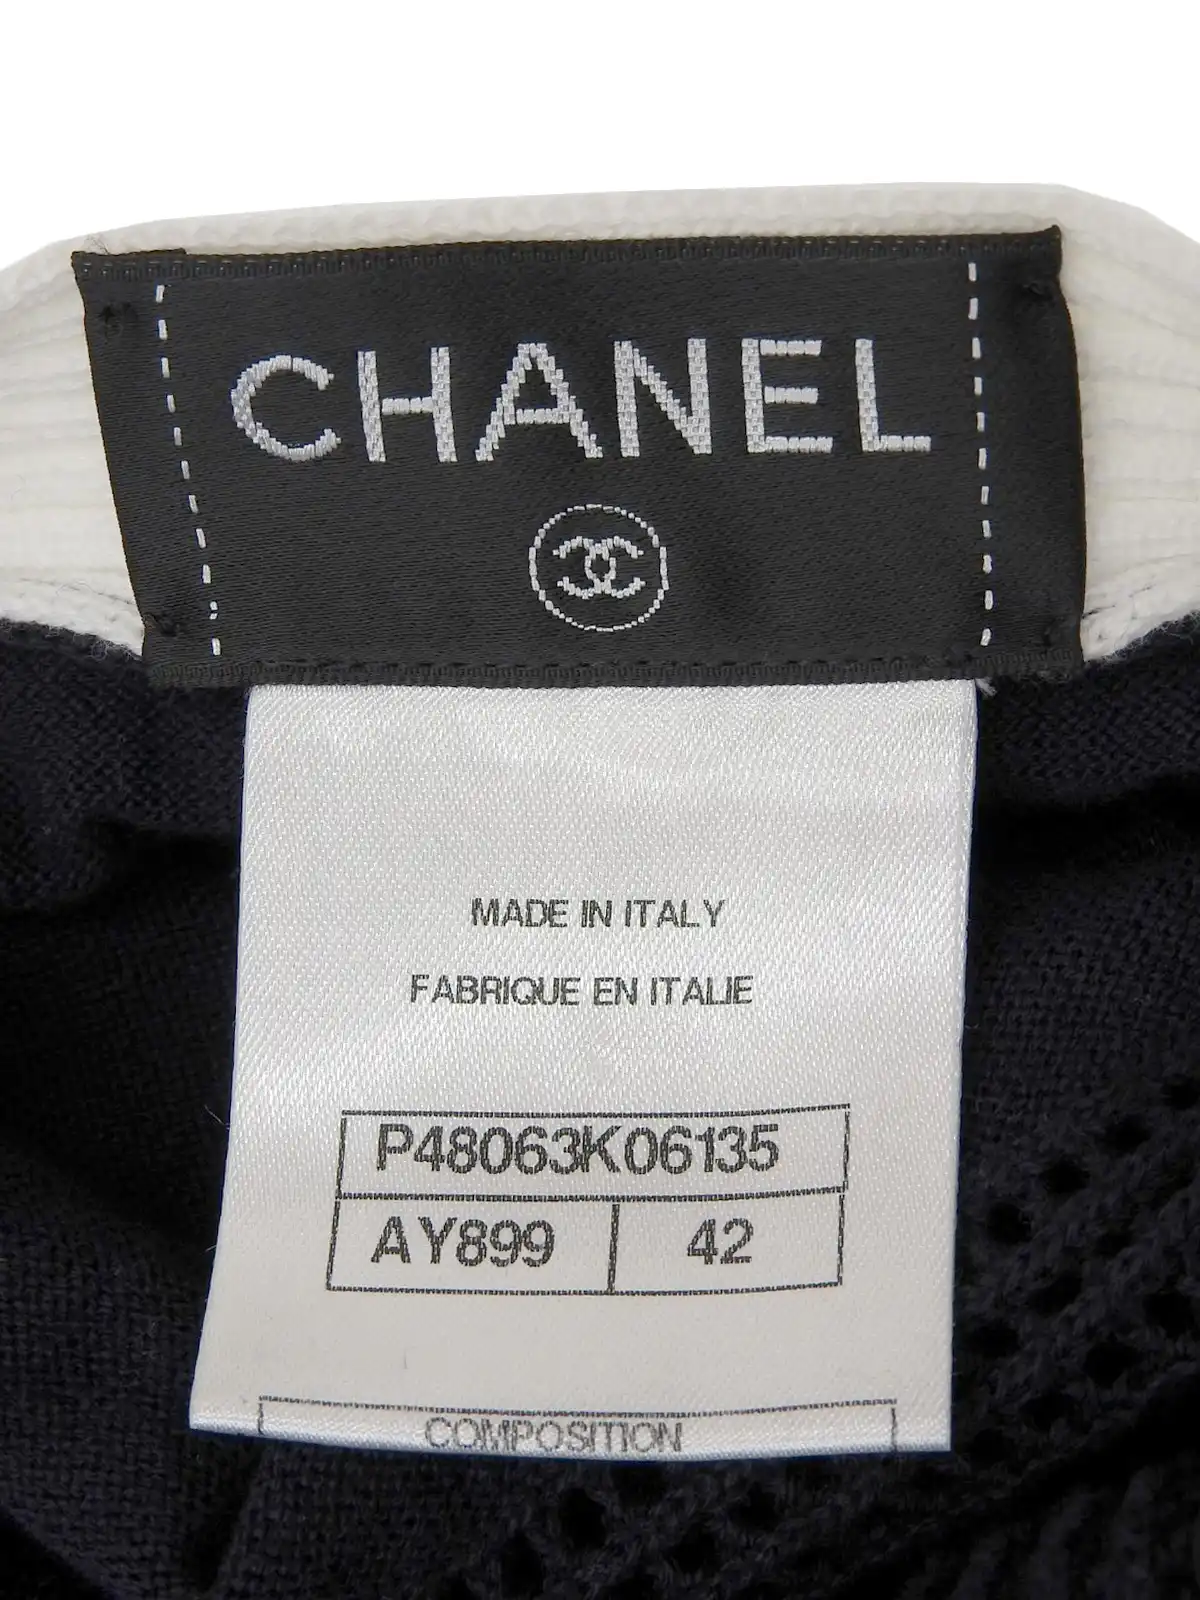 CHANEL
MADE IN ITALY
FABRIQUE EN ITALIE
P48063K06135
AY899 42
COMPOSITION